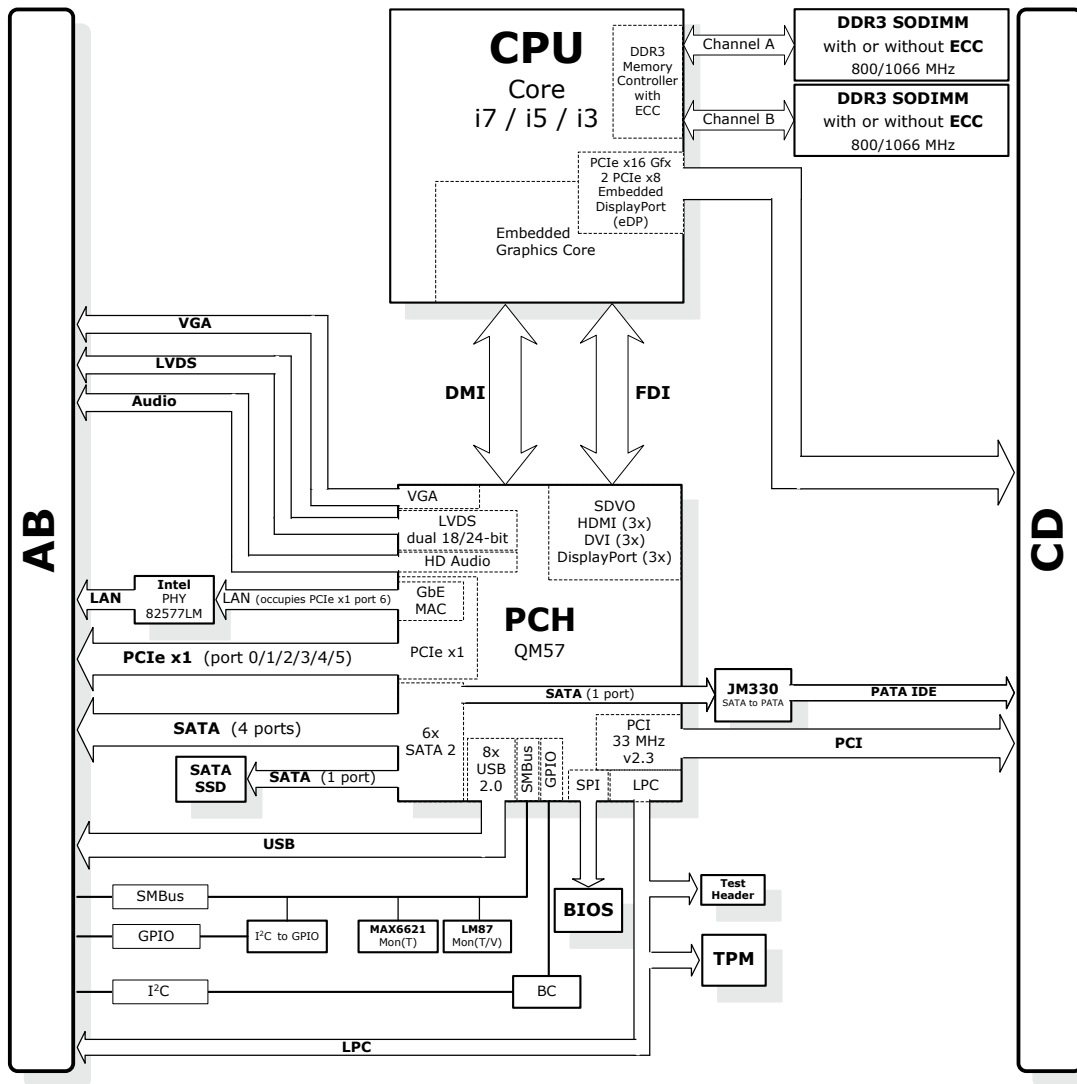 CPU
Core
i7 / i5 / i3
DDR3
Memory
Controller
with
ECC
Channel A
Channel B
DDR3 SODIMM
with or without ECC
800/1066 MHz
DDR3 SODIMM
with or without ECC
800/1066 MHz
PCIe x16 Gfx
2 PCIe x8
Embedded
DisplayPort
(eDP)
Embedded
Graphics Core
AB
CD
VGA
LVDS
Audio
DMI
FDI
VGA
LVDS
dual 18/24-bit
HD Audio
SDVO
HDMI (3x)
DVI (3x)
DisplayPort (3x)
LAN
Intel
PHY
82577LM
LAN (occupies PCIe x1 port 6)
GbE
MAC
PCH
QM57
PCIe x1 (port 0/1/2/3/4/5)
PCIe x1
SATA (1 port)
JM330
SATA to PATA
PATA IDE
SATA (4 ports)
6x
SATA 2
PCI
33 MHz
v2.3
PCI
SATA
SSD
SATA (1 port)
8x
USB
2.0
SMBus
GPIO
SPI
LPC
USB
SMBus
GPIO
I²C to GPIO
MAX6621
Mon(T)
LM87
Mon(T/V)
BIOS
Test
Header
TPM
I²C
BC
LPC